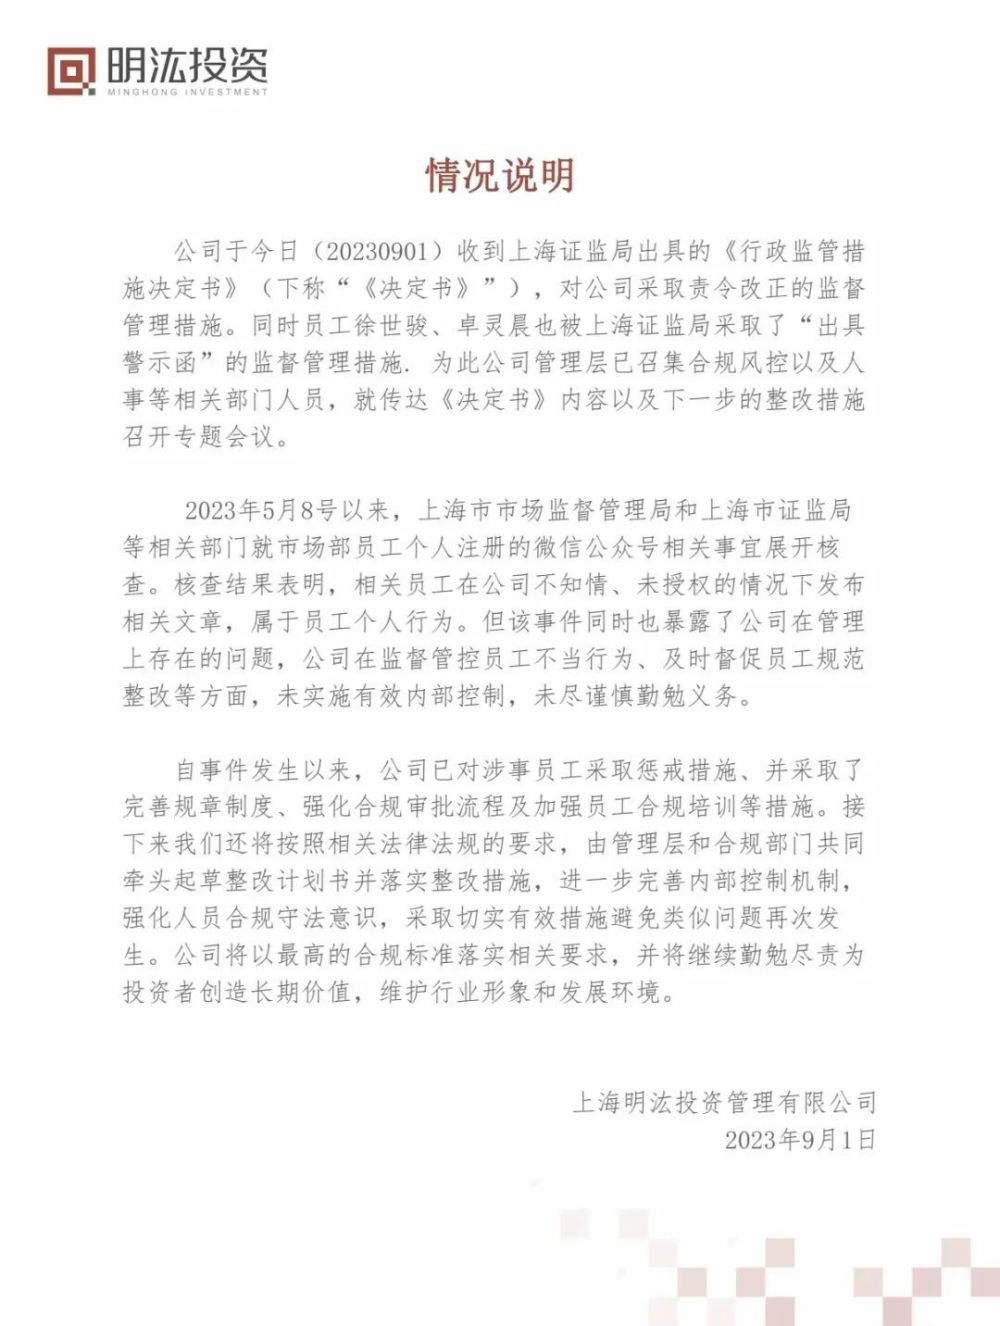 明汯投资
MINGHONG INVESTMENT
情况说明
公司于今日（20230901）收到上海证监局出具的《行政监管措
施决定书》（下称“《决定书》”），对公司采取责令改正的监督
管理措施。同时员工徐世骏、卓灵晨也被上海证监局采取了“出具
警示函”的监督管理措施．为此公司管理层已召集合规风控以及人
事等相关部门人员，就传达《决定书》内容以及下一步的整改措施
召开专题会议。
2023年5月8号以来，上海市市场监督管理局和上海市证监局
等相关部门就市场部员工个人注册的微信公众号相关事宜展开核
查。核查结果表明，相关员工在公司不知情、未授权的情况下发布
相关文章，属于员工个人行为。但该事件同时也暴露了公司在管理
上存在的问题，公司在监督管控员工不当行为、及时督促员工规范
整改等方面，未实施有效内部控制，未尽谨慎勤勉义务。
自事件发生以来，公司已对涉事员工采取惩戒措施、并采取了
完善规章制度、强化合规审批流程及加强员工合规培训等措施。接
下来我们还将按照相关法律法规的要求，由管理层和合规部门共同
牵头起草整改计划书并落实整改措施，进一步完善内部控制机制，
强化人员合规守法意识，采取切实有效措施避免类似问题再次发
生。公司将以最高的合规标准落实相关要求，并将继续勤勉尽责为
投资者创造长期价值，维护行业形象和发展环境。
上海明汯投资管理有限公司
2023年9月1日